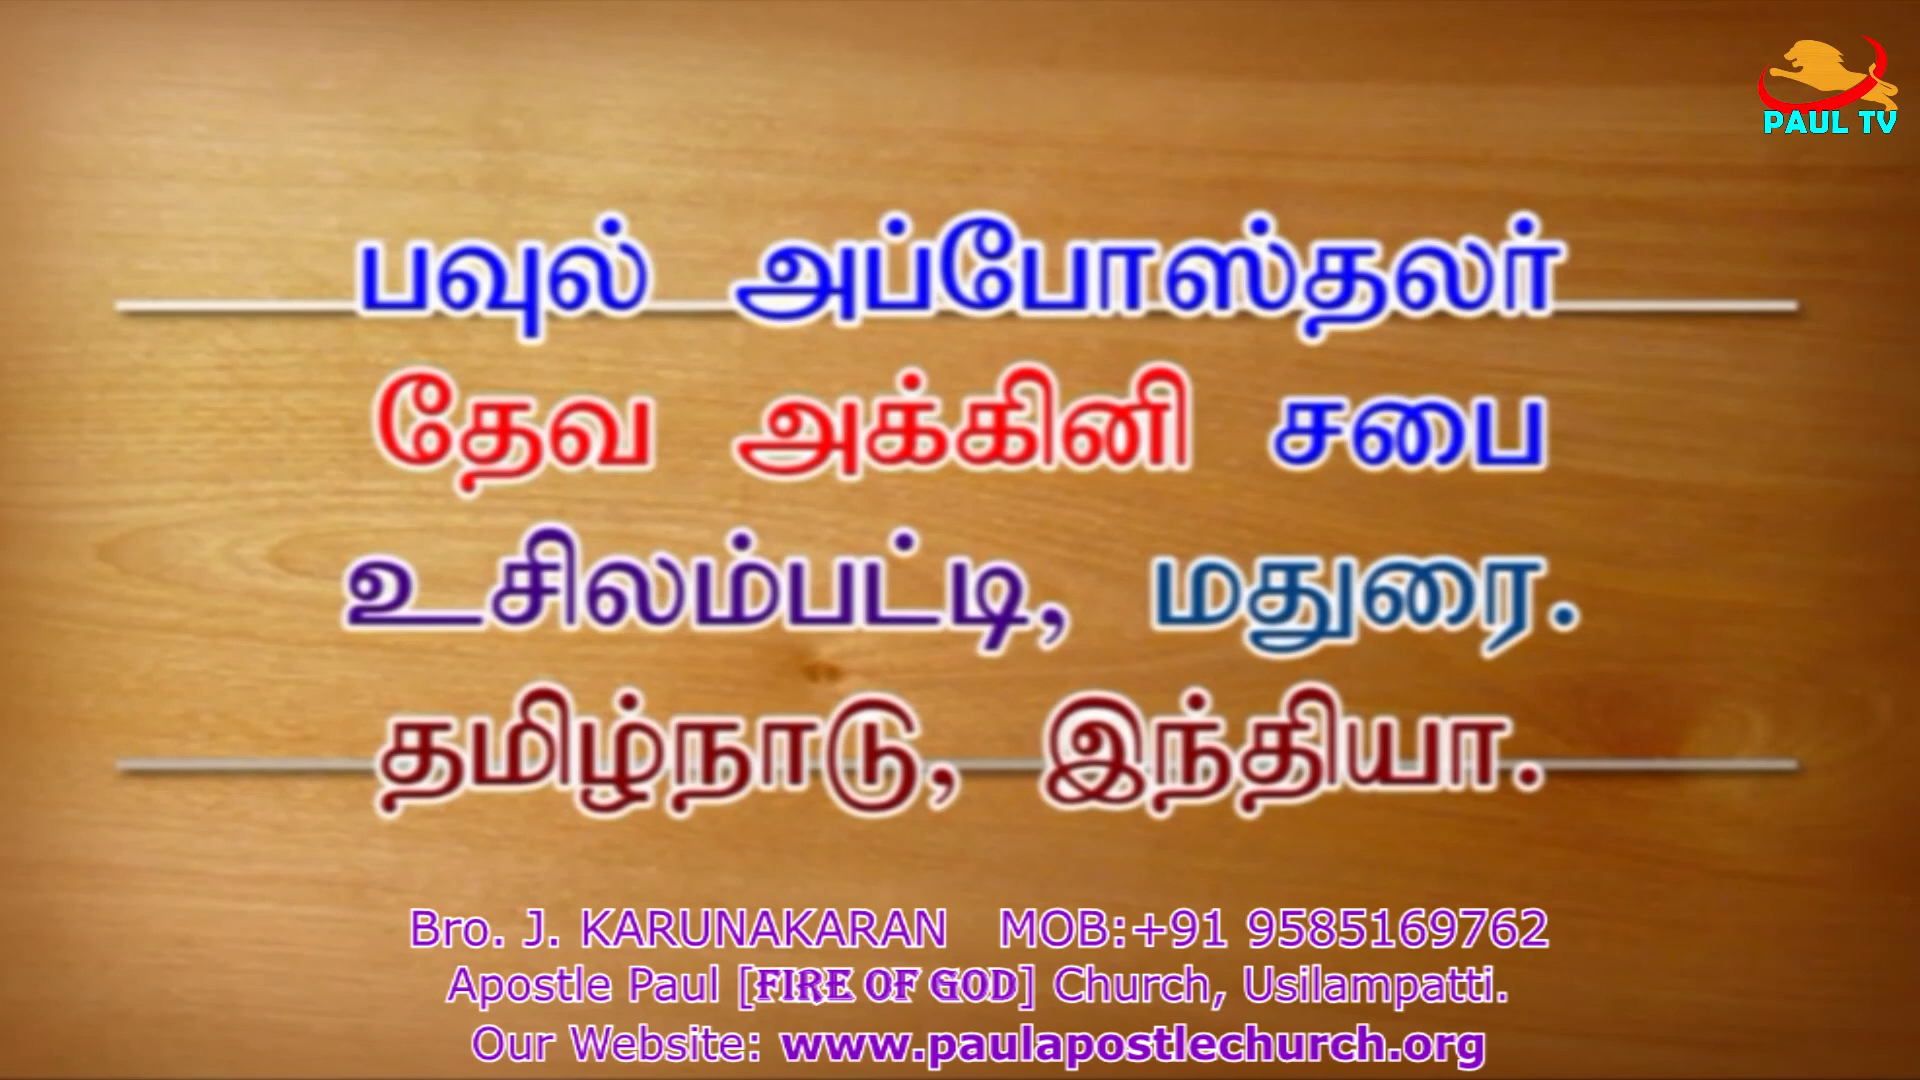 PAUL TV
பவுல் அப்போஸ்தலர்
தேவ அக்கினி சபை
உசிலம்பட்டி, மதுரை.
தமிழ்நாடு, இந்தியா.
Bro. J. KARUNAKARAN MOB:+91 9585169762
Apostle Paul [FIRE OF GOD] Church, Usilampatti.
Our Website: www.paulapostlechurch.org